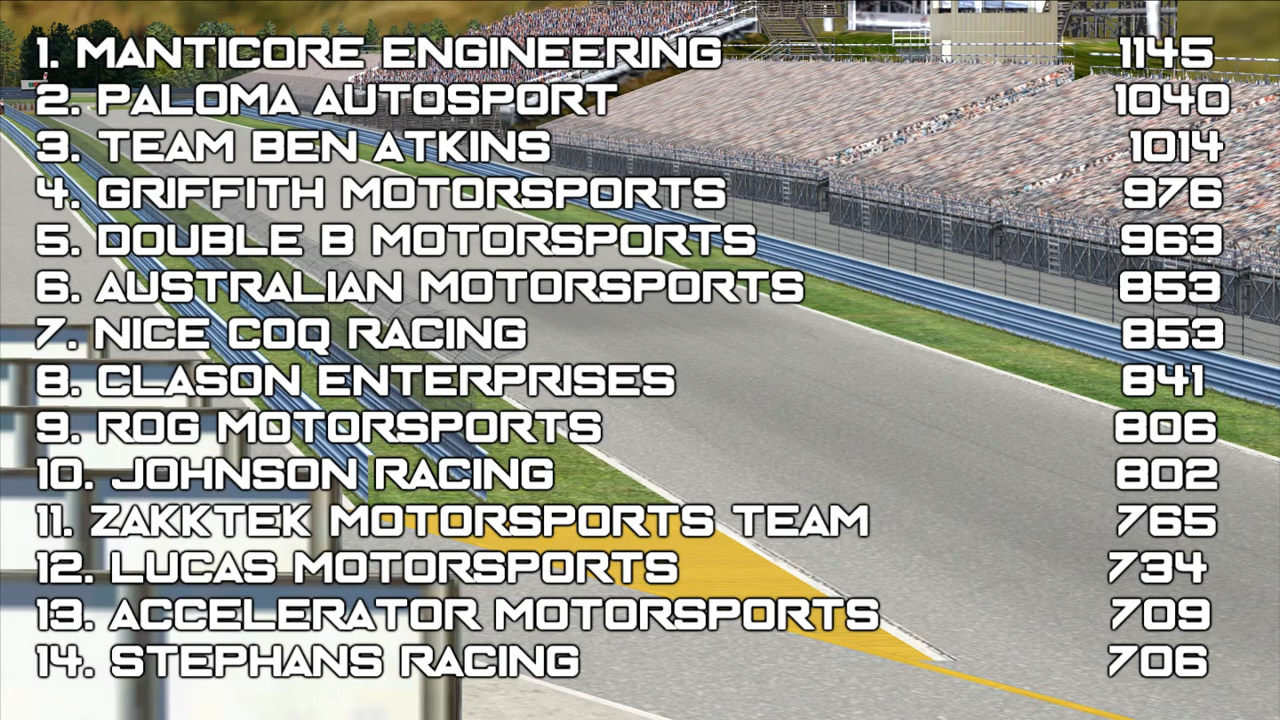 1. MANTICORE ENGINEERING 1145
2. PALOMA AUTOSPORT 1040
3. TEAM BEN ATKINS 1014
4. GRIFFITH MOTORSPORTS 976
5. DOUBLE B MOTORSPORTS 963
6. AUSTRALIAN MOTORSPORTS 853
7. NICE COQ RACING 853
8. CLASON ENTERPRISES 841
9. ROG MOTORSPORTS 806
10. JOHNSON RACING 802
11. ZAKKTEK MOTORSPORTS TEAM 765
12. LUCAS MOTORSPORTS 734
13. ACCELERATOR MOTORSPORTS 709
14. STEPHANS RACING 706